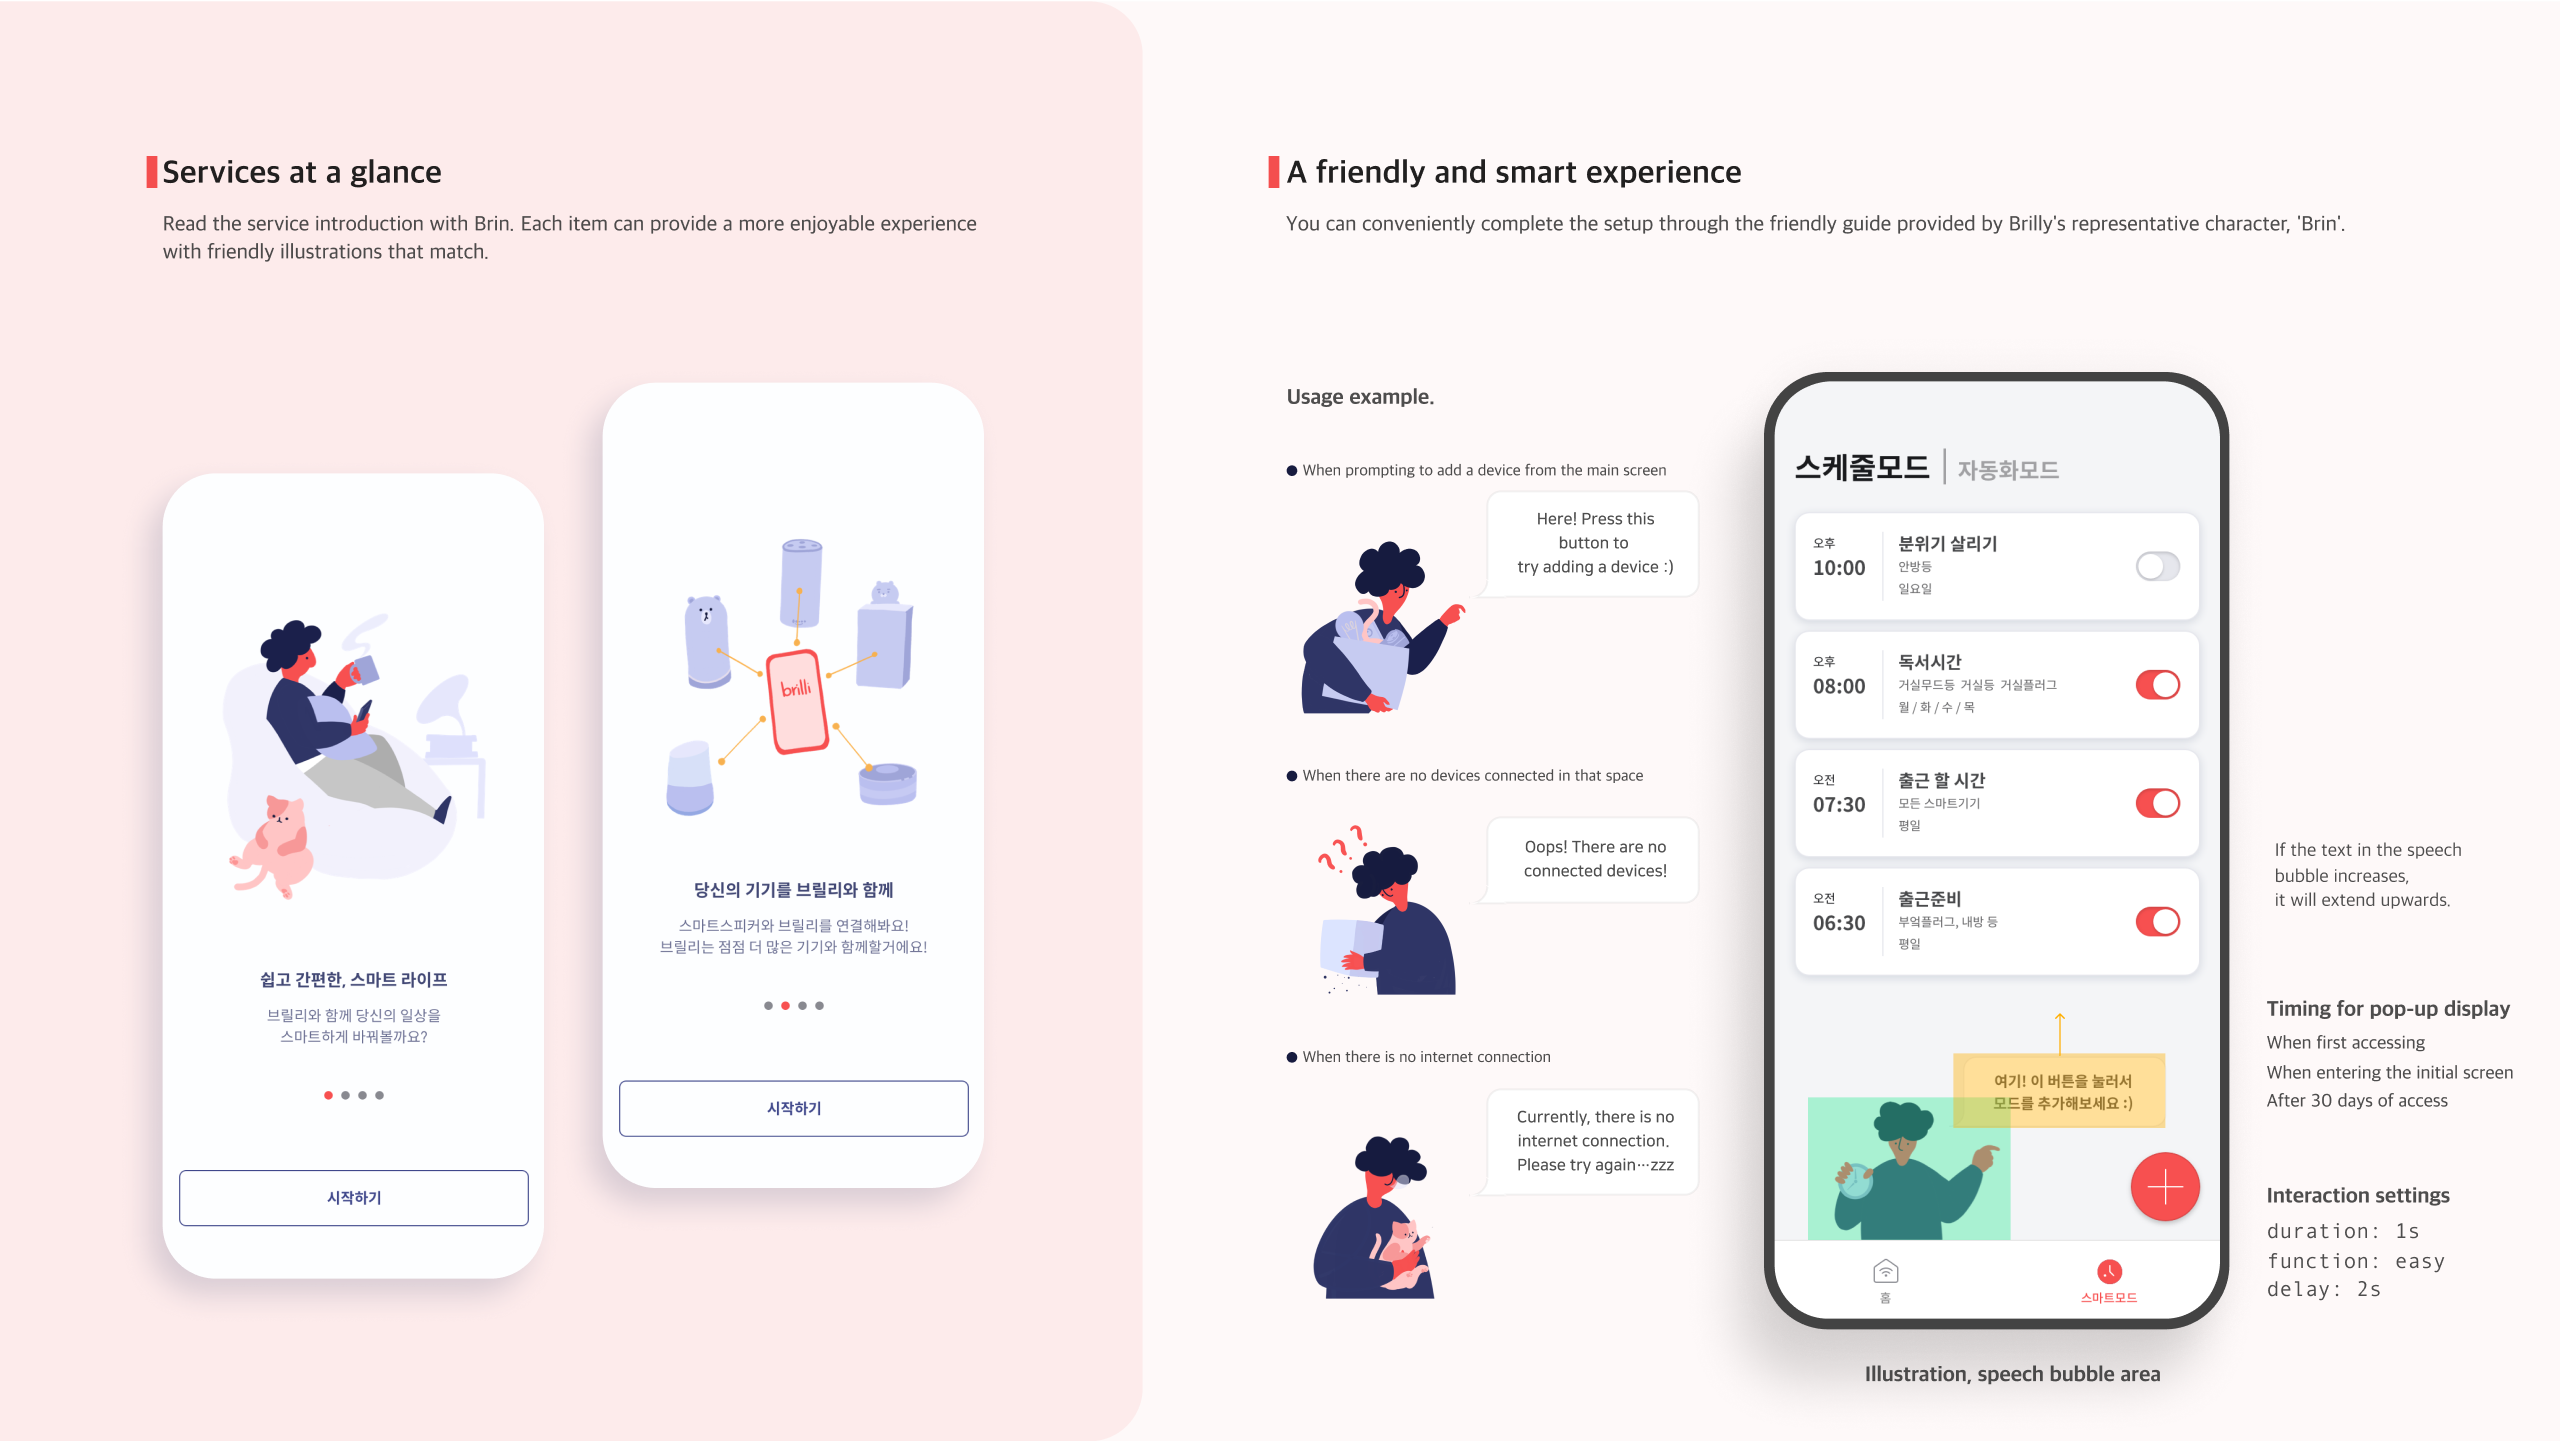 Services at a glance
Read the service introduction with Brin. Each item can provide a more enjoyable experience
with friendly illustrations that match.
쉽고 간편한, 스마트 라이프
브릴리와 함께 당신의 일상을
스마트하게 바꿔볼까요?
시작하기
brilli
당신의 기기를 브릴리와 함께
스마트스피커와 브릴리를 연결해봐요!
브릴리는 점점 더 많은 기기와 함께할거에요!
시작하기
A friendly and smart experience
You can conveniently complete the setup through the friendly guide provided by Brilly's representative character, 'Brin'.
Usage example.
When prompting to add a device from the main screen
Here! Press this
button to
try adding a device :)
When there are no devices connected in that space
???
Oops! There are no
connected devices!
When there is no internet connection
Currently, there is no
internet connection.
Please try again···zzz
스케줄모드 | 자동화모드
오후
10:00
분위기 살리기
안방등
일요일
오후
08:00
독서시간
거실무드등 거실등 거실플러그
월 / 화 / 수 / 목
오전
07:30
출근 할 시간
모든 스마트기기
평일
오전
06:30
출근준비
부엌플러그, 내방 등
평일
여기! 이 버튼을 눌러서
모드를 추가해보세요 :)
홈
스마트모드
Illustration, speech bubble area
If the text in the speech
bubble increases,
it will extend upwards.
Timing for pop-up display
When first accessing
When entering the initial screen
After 30 days of access
Interaction settings
duration: 1s
function: easy
delay: 2s